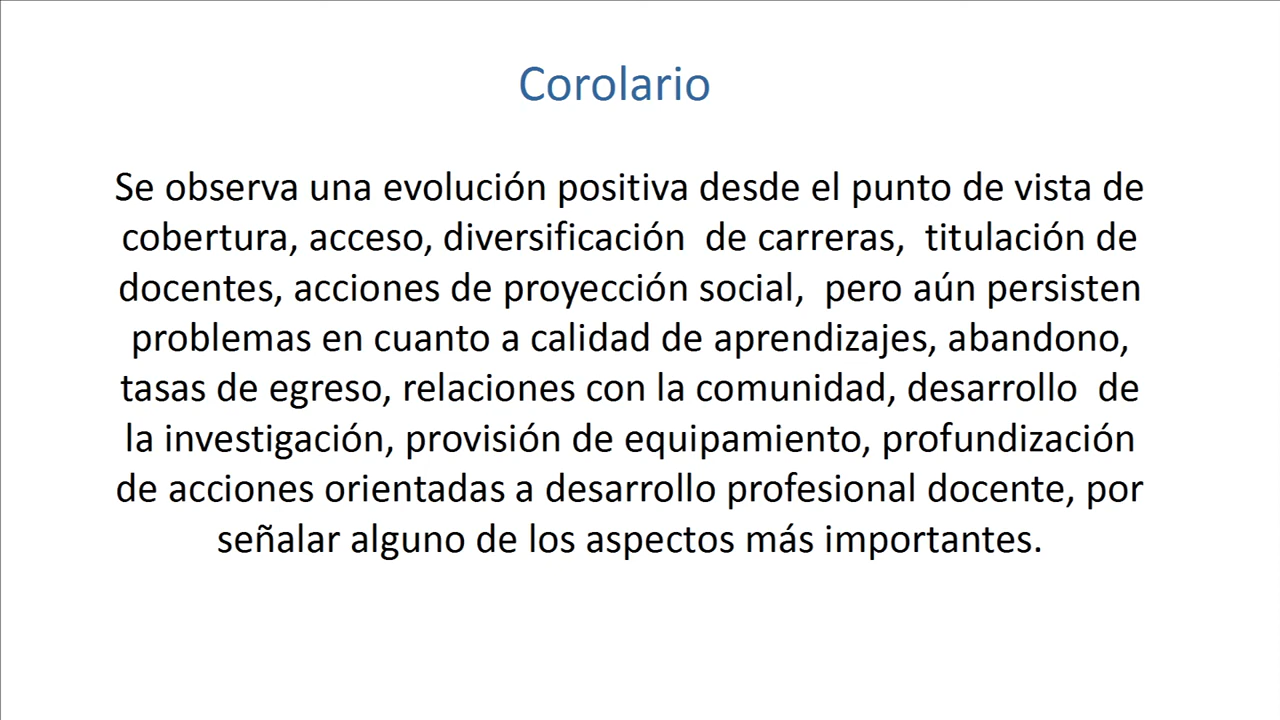 Corolario
Se observa una evolución positiva desde el punto de vista de
cobertura, acceso, diversificación  de carreras,  titulación de
docentes, acciones de proyección social,  pero aún persisten
problemas en cuanto a calidad de aprendizajes, abandono,
tasas de egreso, relaciones con la comunidad, desarrollo  de
la investigación, provisión de equipamiento, profundización
de acciones orientadas a desarrollo profesional docente, por
señalar alguno de los aspectos más importantes.